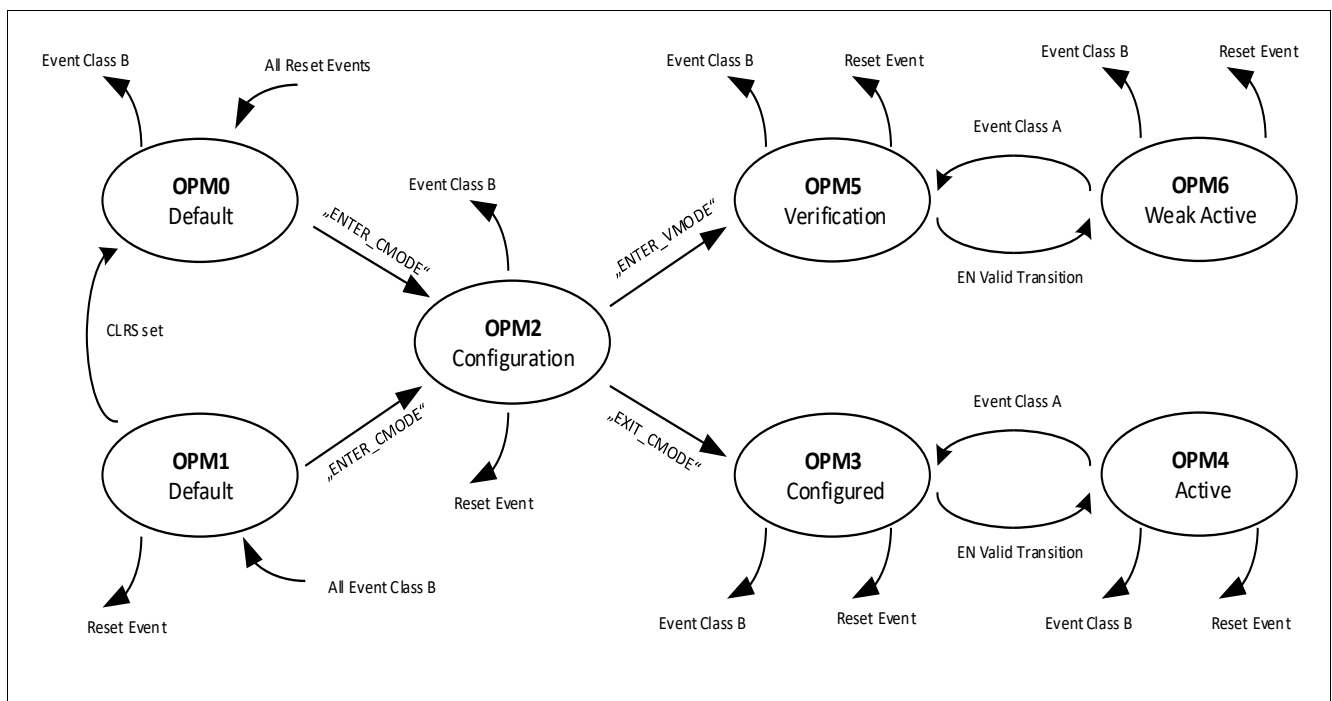 Event Class B
All Reset Events
Event Class B
Reset Event
Event Class B
Reset Event
Event Class A
OPM0
Default
Event Class B
OPM5
Verification
OPM6
Weak Active
„ENTER_CMODE“
„ENTER_VMODE“
EN Valid Transition
CLRS set
OPM2
Configuration
„ENTER_CMODE“
„EXIT_CMODE“
Event Class A
OPM1
Default
OPM3
Configured
OPM4
Active
Reset Event
EN Valid Transition
All Event Class B
Reset Event
Event Class B
Reset Event
Event Class B
Reset Event